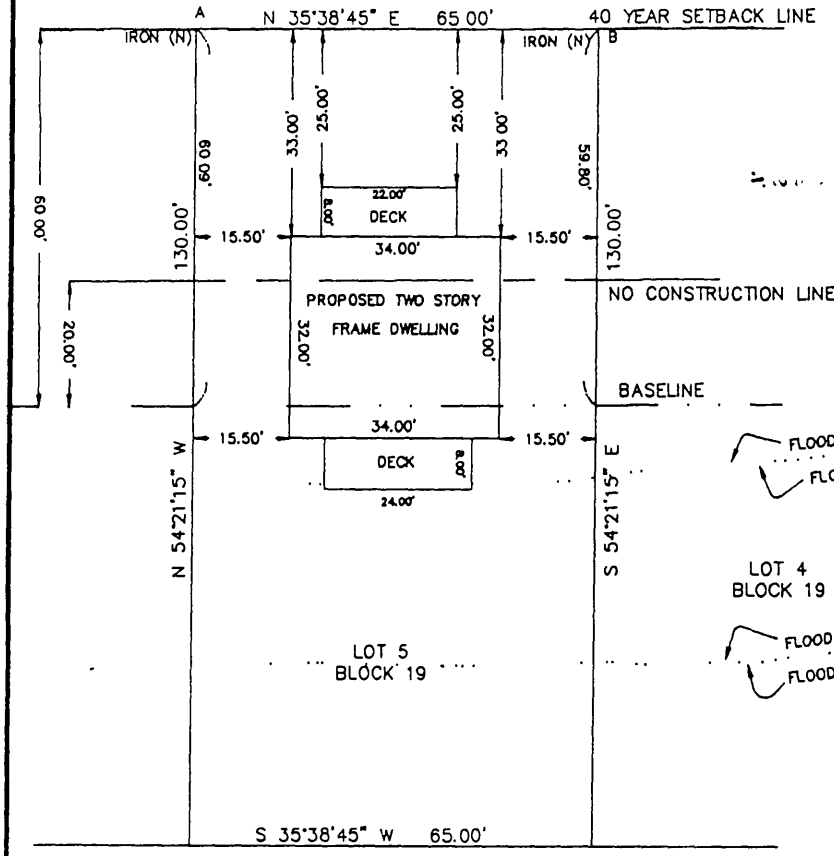 A
N 35°38'45" E 65 00'
40 YEAR SETBACK LINE
IRON (N)
IRON (N)
B
60.00'
60.09'
130.00'
33.00'
25.00'
25.00'
33 00'
59.80'
130.00'
22.00'
8.00'
DECK
15.50'
34.00'
15.50'
NO CONSTRUCTION LINE
PROPOSED TWO STORY
FRAME DWELLING
20.00'
32.00'
32.00'
BASELINE
15.50'
34.00'
15.50'
DECK
8.00'
24.00'
N 54°21'15" W
S 54°21'15" E
FLOOD
FLO
LOT 4
BLOCK 19
LOT 5
BLOCK 19
FLOOD
FLOOD
S 35°38'45" W 65.00'